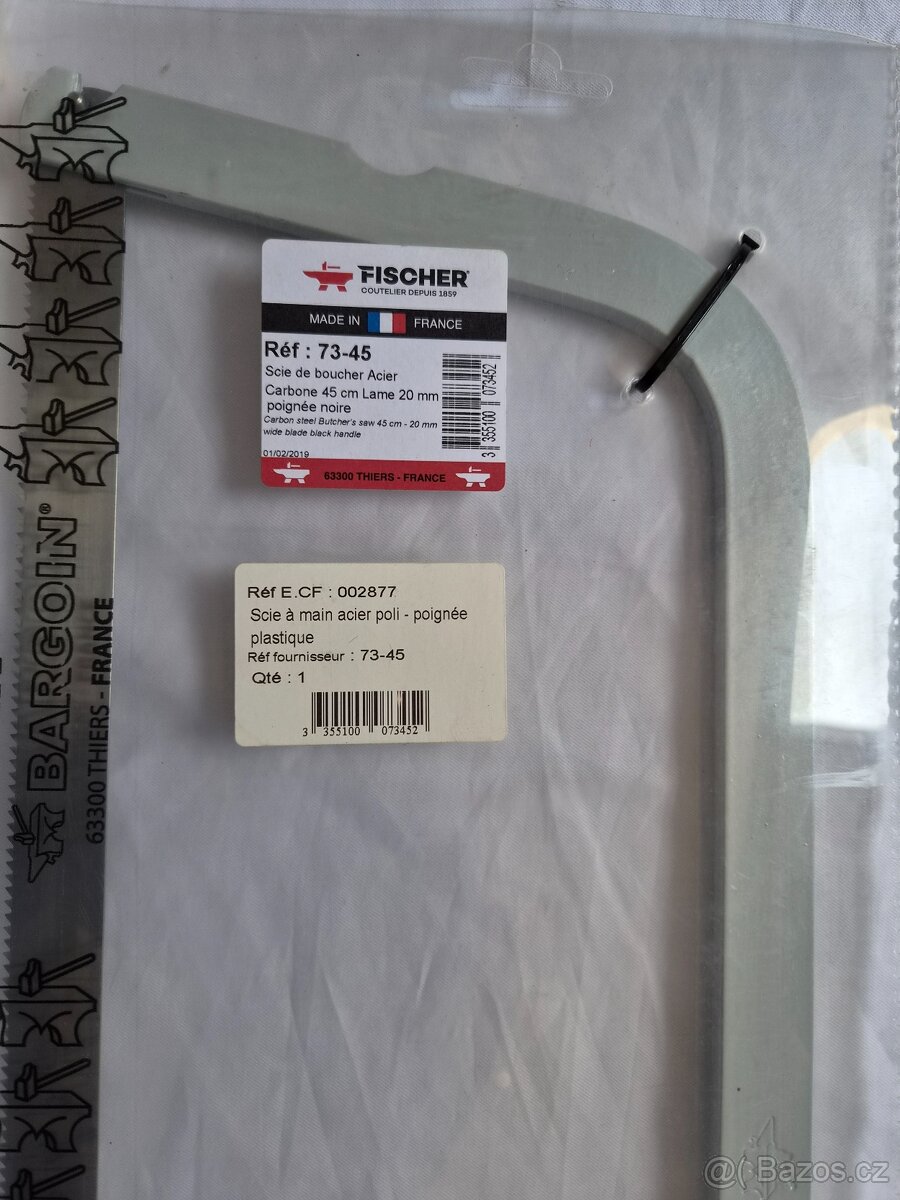 FISCHER
COUTELIER DEPUIS 1859
MADE IN FRANCE
Réf : 73-45
Scie de boucher Acier
Carbone 45 cm Lame 20 mm
poignée noire
Carbon steel Butcher's saw 45 cm - 20 mm
wide blade black handle
01/02/2019
3 355100 073452
63300 THIERS - FRANCE
Réf E.CF : 002877
Scie à main acier poli - poignée
plastique
Réf fournisseur : 73-45
Qté : 1
3 355100 073452
BARGOIN®
63300 THIERS - FRANCE
@( Bazos.cz